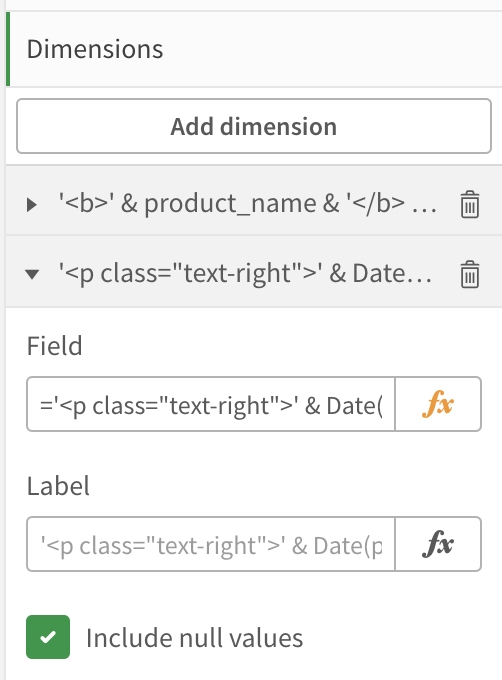 Dimensions
Add dimension
'<b>' & product_name & '</b> ...
'<p class="text-right">' & Date...
Field
='<p class="text-right">' & Date(
fx
Label
'<p class="text-right">' & Date(p
fx
Include null values